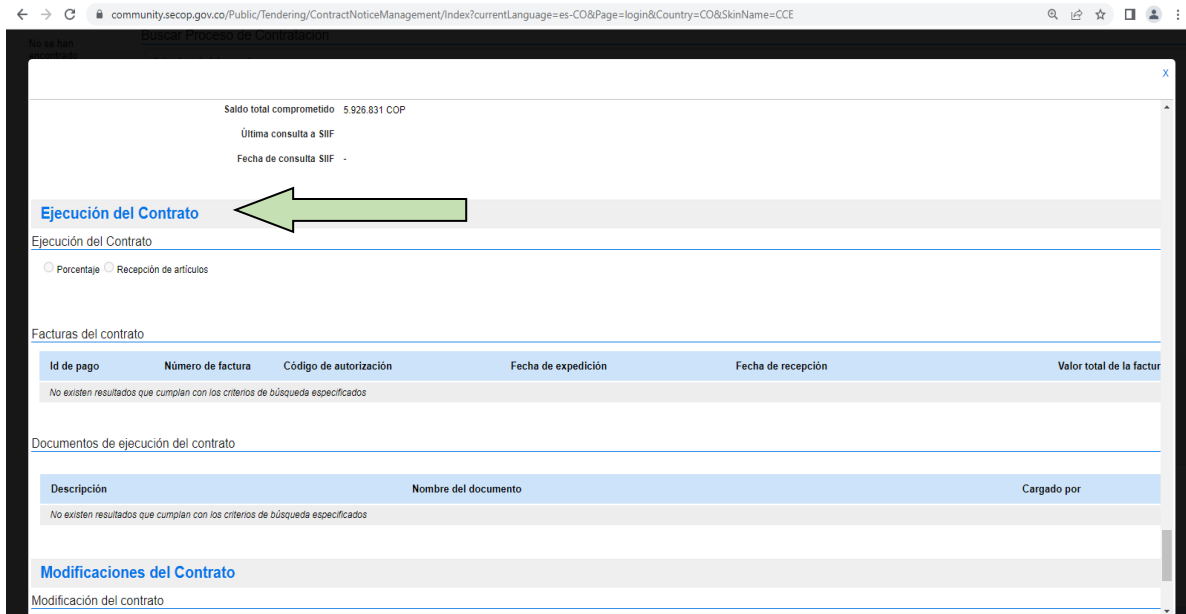 community.secop.gov.co/Public/Tendering/ContractNoticeManagement/Index?currentLanguage=es-CO&Page=login&Country=CO&SkinName=CCE
No se han
encontrado
Buscar Proceso de Contratación
X
Saldo total comprometido 5.926.831 COP
Última consulta a SIIF
Fecha de consulta SIIF -
Ejecución del Contrato
Ejecución del Contrato
Porcentaje Recepción de artículos
Facturas del contrato
Id de pago Número de factura Código de autorización Fecha de expedición Fecha de recepción Valor total de la factur
No existen resultados que cumplan con los criterios de búsqueda especificados
Documentos de ejecución del contrato
Descripción Nombre del documento Cargado por
No existen resultados que cumplan con los criterios de búsqueda especificados
Modificaciones del Contrato
Modificación del contrato